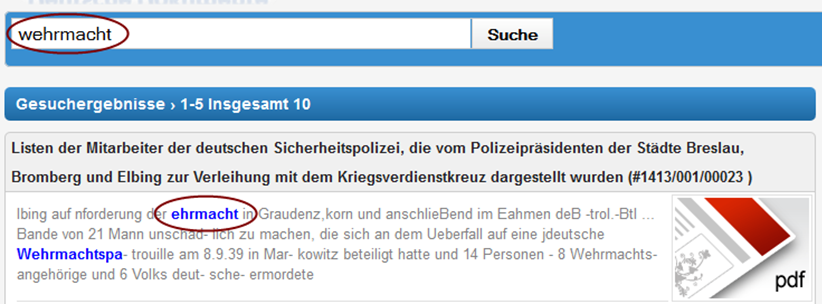 wehrmacht Suche
Gesuchergebnisse › 1-5 Insgesamt 10
Listen der Mitarbeiter der deutschen Sicherheitspolizei, die vom Polizeipräsidenten der Städte Breslau,
Bromberg und Elbing zur Verleihung mit dem Kriegsverdienstkreuz dargestellt wurden (#1413/001/00023 )
lbing auf nforderung der ehrmacht in Graudenz,korn und anschlieBend im Eahmen deB -trol.-Btl ...
Bande von 21 Mann unschad- lich zu machen, die sich an dem Ueberfall auf eine jdeutsche
Wehrmachtspa- trouille am 8.9.39 in Mar- kowitz beteiligt hatte und 14 Personen - 8 Wehrmachts-
angehörige und 6 Volks deut- sche- ermordete
pdf